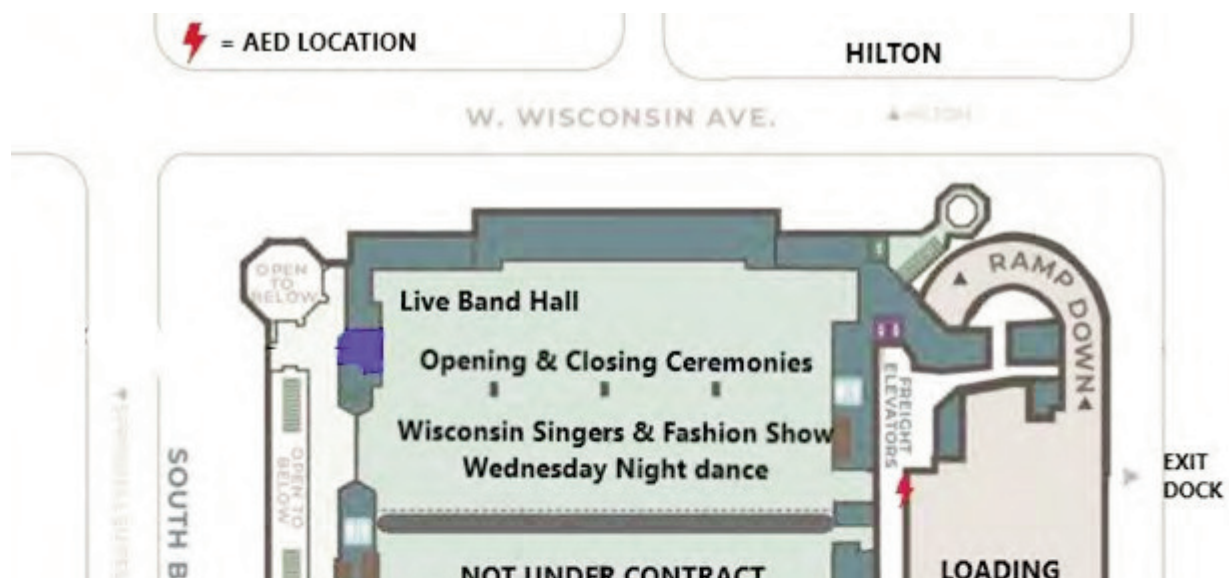 = AED LOCATION
HILTON
W. WISCONSIN AVE.
OPEN
TO
BELOW
RAMP DOWN
Live Band Hall
Opening & Closing Ceremonies
FREIGHT
ELEVATORS
Wisconsin Singers & Fashion Show
Wednesday Night dance
OPEN TO
BELOW
SOUTH B
EXIT
DOCK
NOT UNDER CONTRACT
LOADING